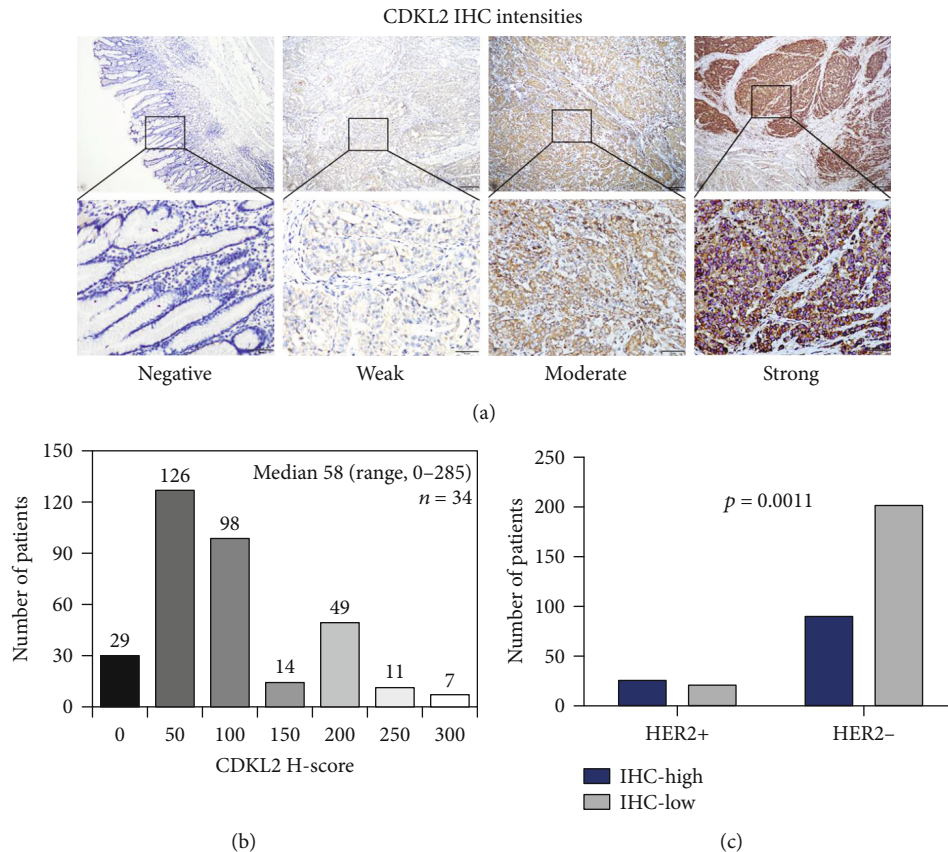 CDKL2 IHC intensities
Negative
Weak
Moderate
Strong
(a)
Number of patients
150
120
90
60
30
0
Median 58 (range, 0–285)
n = 34
29
126
98
14
49
11
7
0
50
100
150
200
250
300
CDKL2 H-score
(b)
Number of patients
250
200
150
100
50
0
p = 0.0011
HER2+
HER2–
IHC-high
IHC-low
(c)